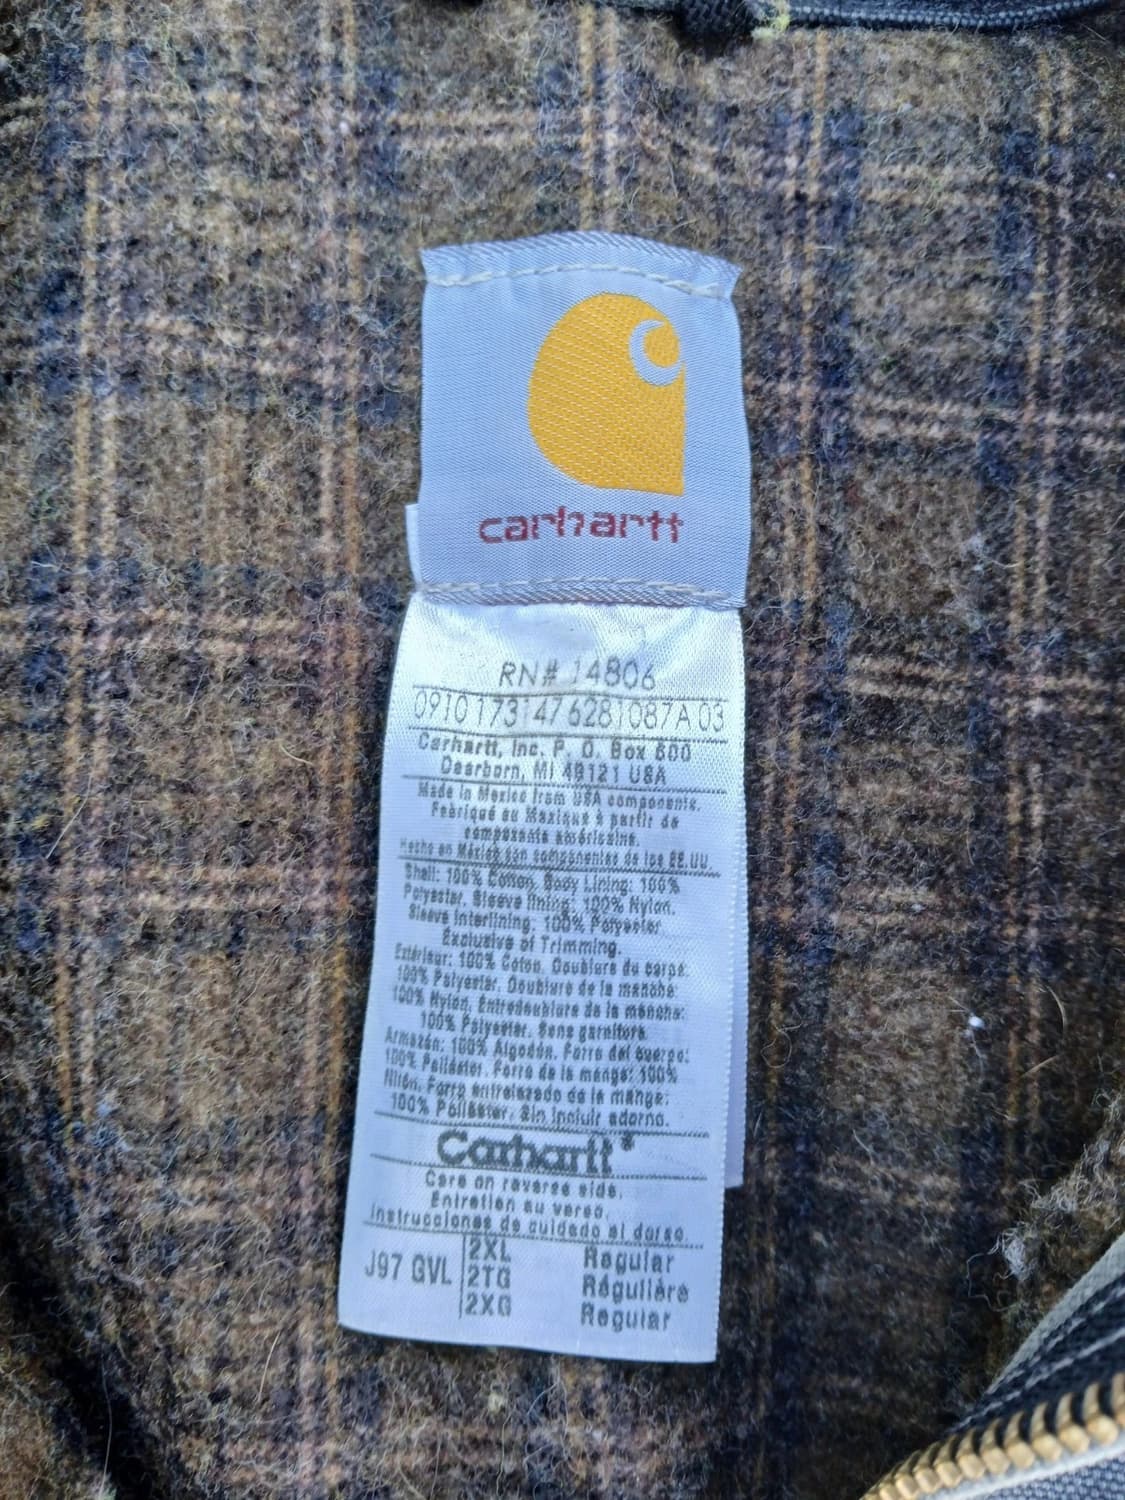 carhartt
RN# 14806
09101731476281087A 03
Carhartt, Inc. P. O. Box 600
Dearborn, MI 48121 USA
Made in Mexico from USA components.
Fabriqué au Mexique à partir de
composants américains.
Hecho en México con componentes de los EE.UU.
Shell: 100% Cotton, Body Lining: 100%
Polyester, Sleeve lining: 100% Nylon,
Sleeve Interlining: 100% Polyester
Exclusive of Trimming.
Extérieur: 100% Coton, Doublure du corps:
100% Polyester, Doublure de la manche:
100% Nylon, Entredoublure de la manche:
100% Polyester. Sans garniture.
Armazón: 100% Algodón, Forro del cuerpo:
100% Poliéster, Forro de la manga: 100%
Nilón, Forro entrelazado de la manga:
100% Poliéster. Sin incluir adorno.
Carhartt®
Care on reverse side.
Entretien au verso.
Instrucciones de cuidado al dorso.
J97 GVL 2XL Regular
2TG Régulière
2XG Regular